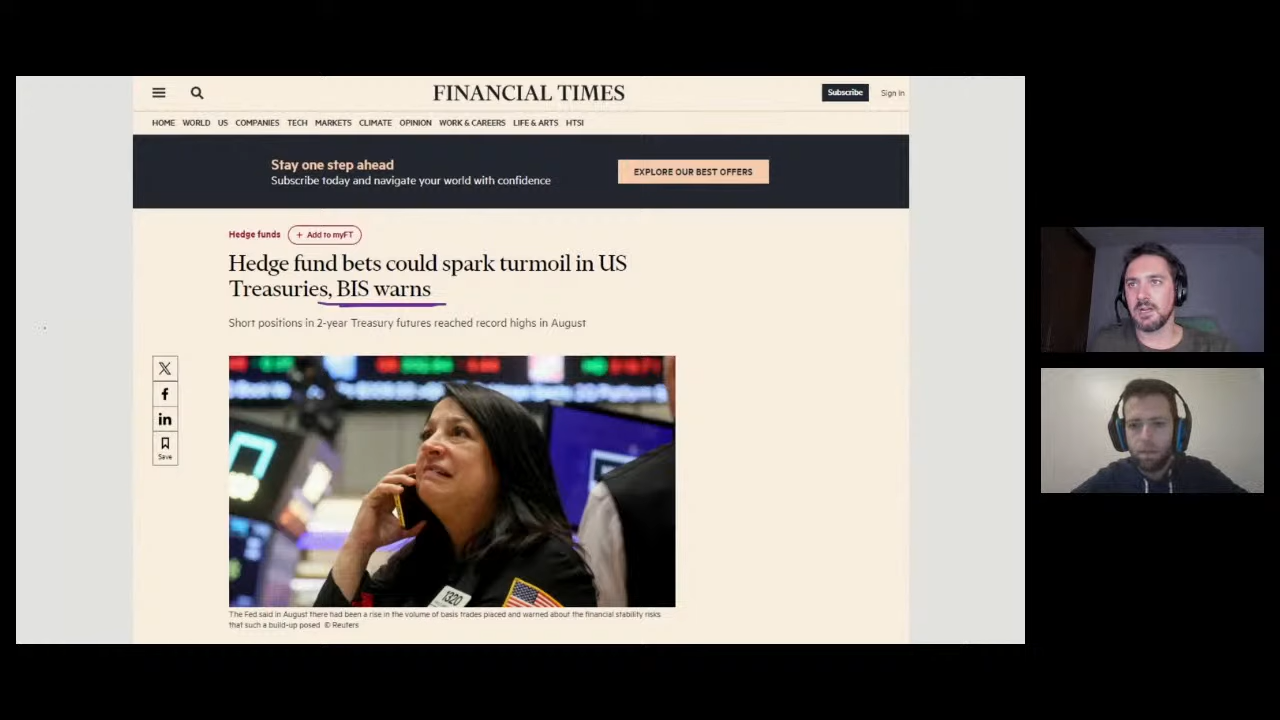 FINANCIAL TIMES
Subscribe
Sign In
HOME WORLD US COMPANIES TECH MARKETS CLIMATE OPINION WORK & CAREERS LIFE & ARTS HTSI
Stay one step ahead
Subscribe today and navigate your world with confidence
EXPLORE OUR BEST OFFERS
Hedge funds + Add to myFT
Hedge fund bets could spark turmoil in US
Treasuries, BIS warns
Short positions in 2-year Treasury futures reached record highs in August
Save
1320
The Fed said in August there had been a rise in the volume of basis trades placed and warned about the financial stability risks
that such a build-up posed © Reuters